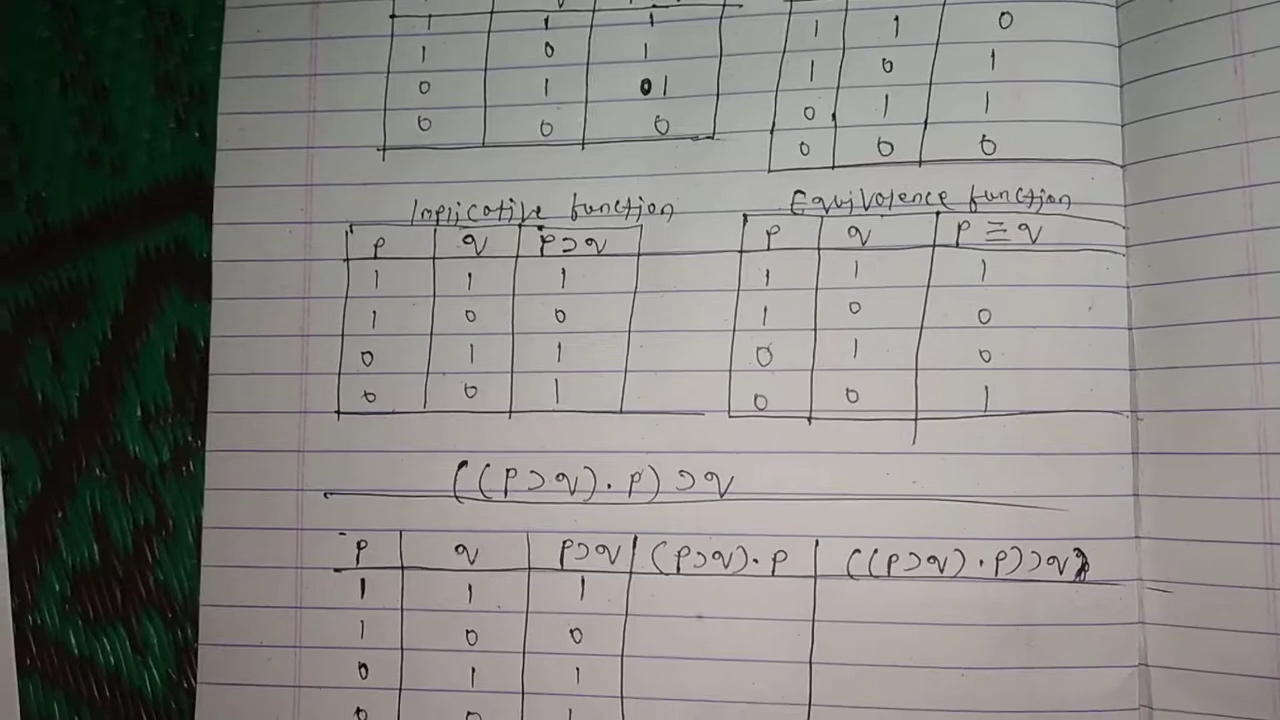 1 1 1
1 0 1
0 1 01
0 0 0
1 1 0
1 0 1
0 1 1
0 0 0
Implicative function
p q p⊃q
1 1 1
1 0 0
0 1 1
0 0 1
Equivalence function
p q p ≡ q
1 1 1
1 0 0
0 1 0
0 0 1
((p⊃q).p)⊃q
p q p⊃q (p⊃q).p ((p⊃q).p)⊃q
1 1 1
1 0 0
0 1 1
0 0 1